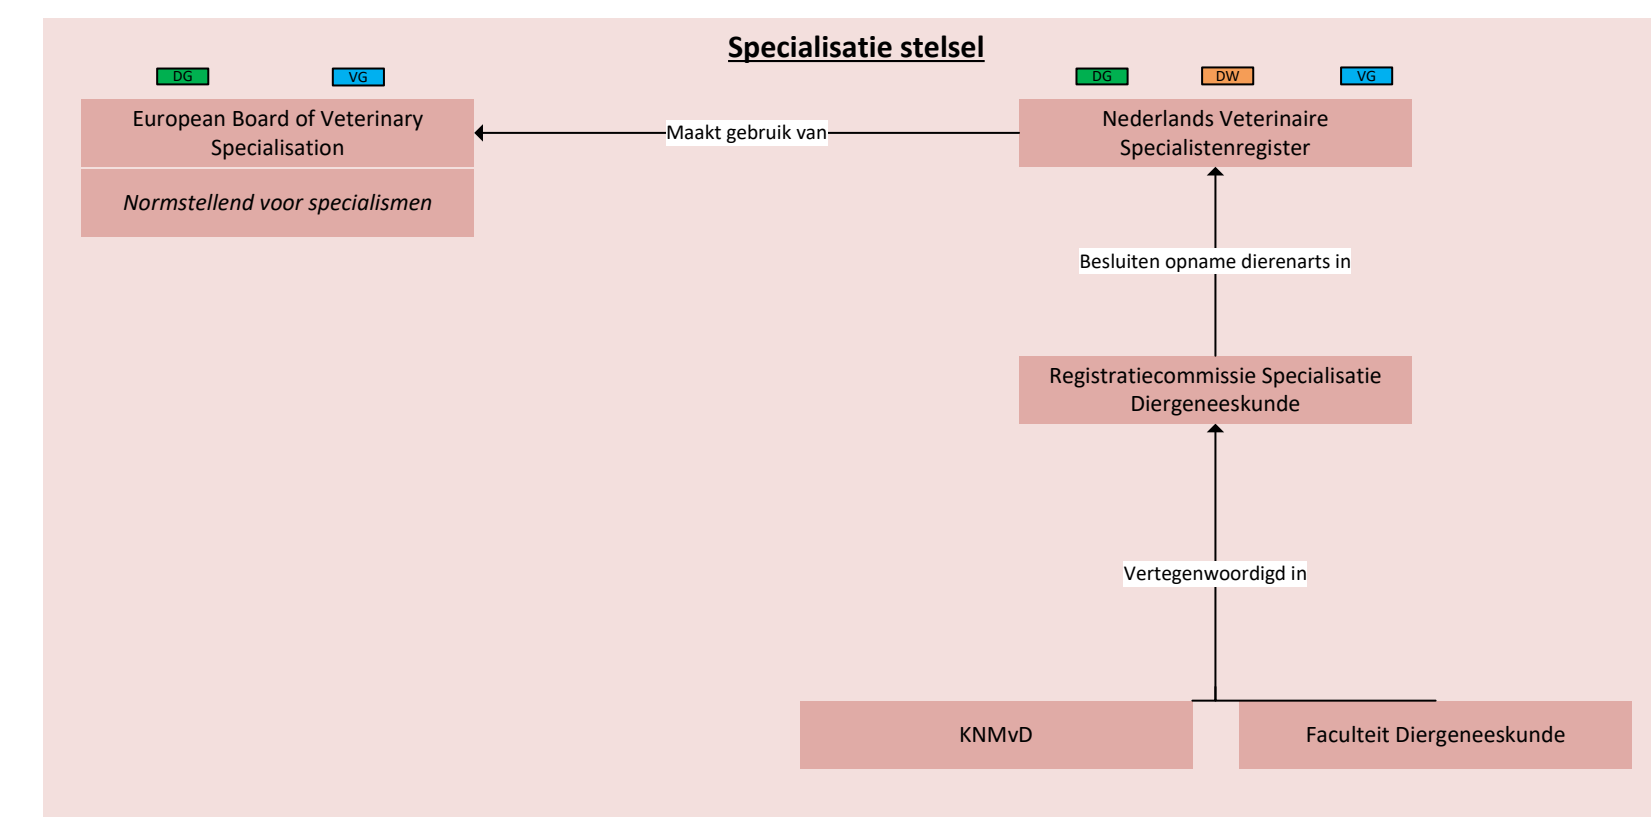 Specialisatie stelsel
DG
VG
DG
DW
VG
European Board of Veterinary
Specialisation
Normstellend voor specialismen
Maakt gebruik van
Nederlands Veterinaire
Specialistenregister
Besluiten opname dierenarts in
Registratiecommissie Specialisatie
Diergeneeskunde
Vertegenwoordigd in
KNMvD
Faculteit Diergeneeskunde